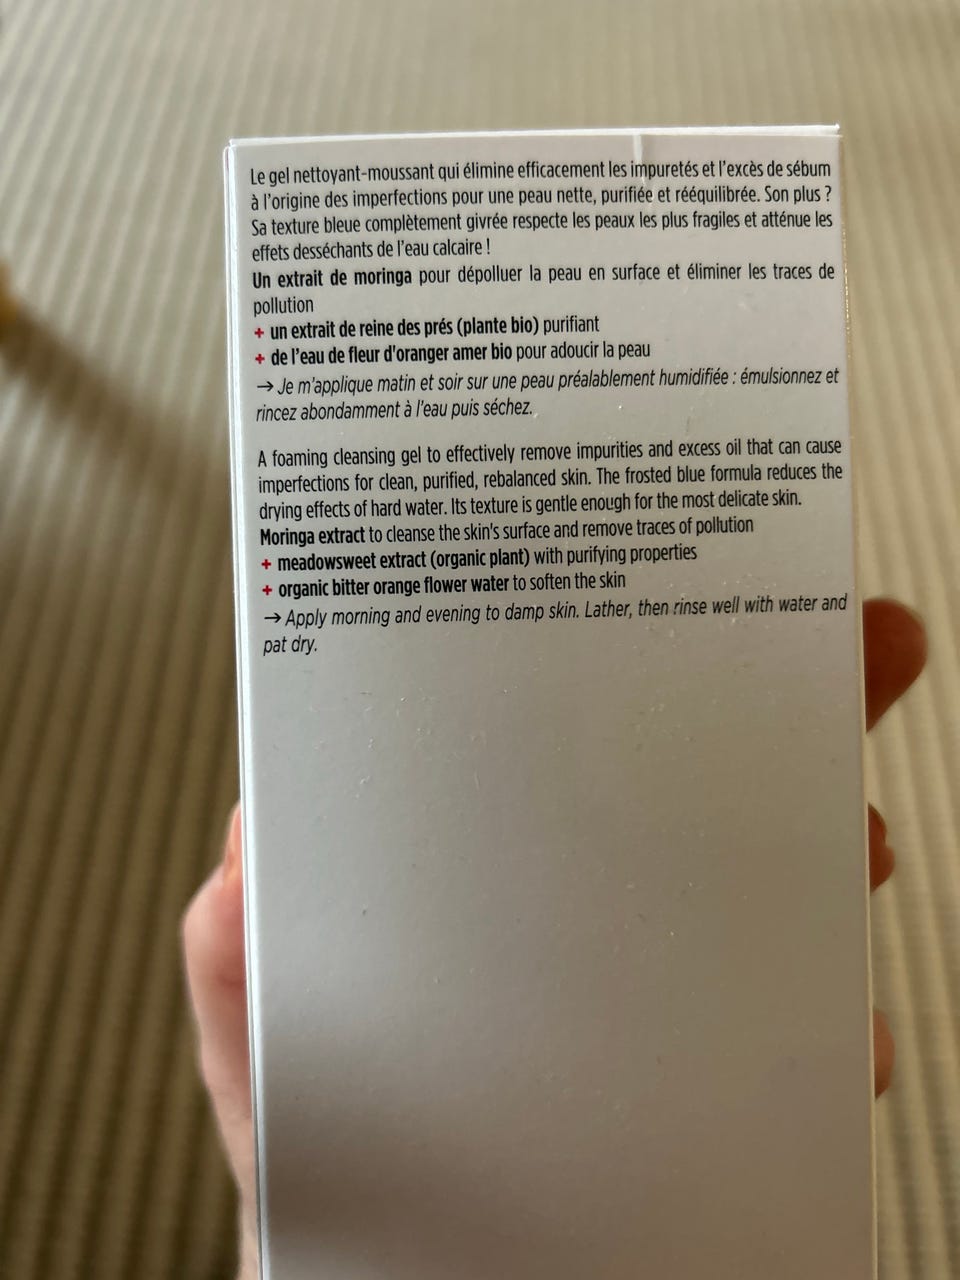 Le gel nettoyant-moussant qui élimine efficacement les impuretés et l'excès de sébum
à l'origine des imperfections pour une peau nette, purifiée et rééquilibrée. Son plus ?
Sa texture bleue complètement givrée respecte les peaux les plus fragiles et atténue les
effets desséchants de l'eau calcaire !
Un extrait de moringa pour dépolluer la peau en surface et éliminer les traces de
pollution
+ un extrait de reine des prés (plante bio) purifiant
+ de l'eau de fleur d'oranger amer bio pour adoucir la peau
→ Je m'applique matin et soir sur une peau préalablement humidifiée : émulsionnez et
rincez abondamment à l'eau puis séchez.
A foaming cleansing gel to effectively remove impurities and excess oil that can cause
imperfections for clean, purified, rebalanced skin. The frosted blue formula reduces the
drying effects of hard water. Its texture is gentle enough for the most delicate skin.
Moringa extract to cleanse the skin's surface and remove traces of pollution
+ meadowsweet extract (organic plant) with purifying properties
+ organic bitter orange flower water to soften the skin
→ Apply morning and evening to damp skin. Lather, then rinse well with water and
pat dry.